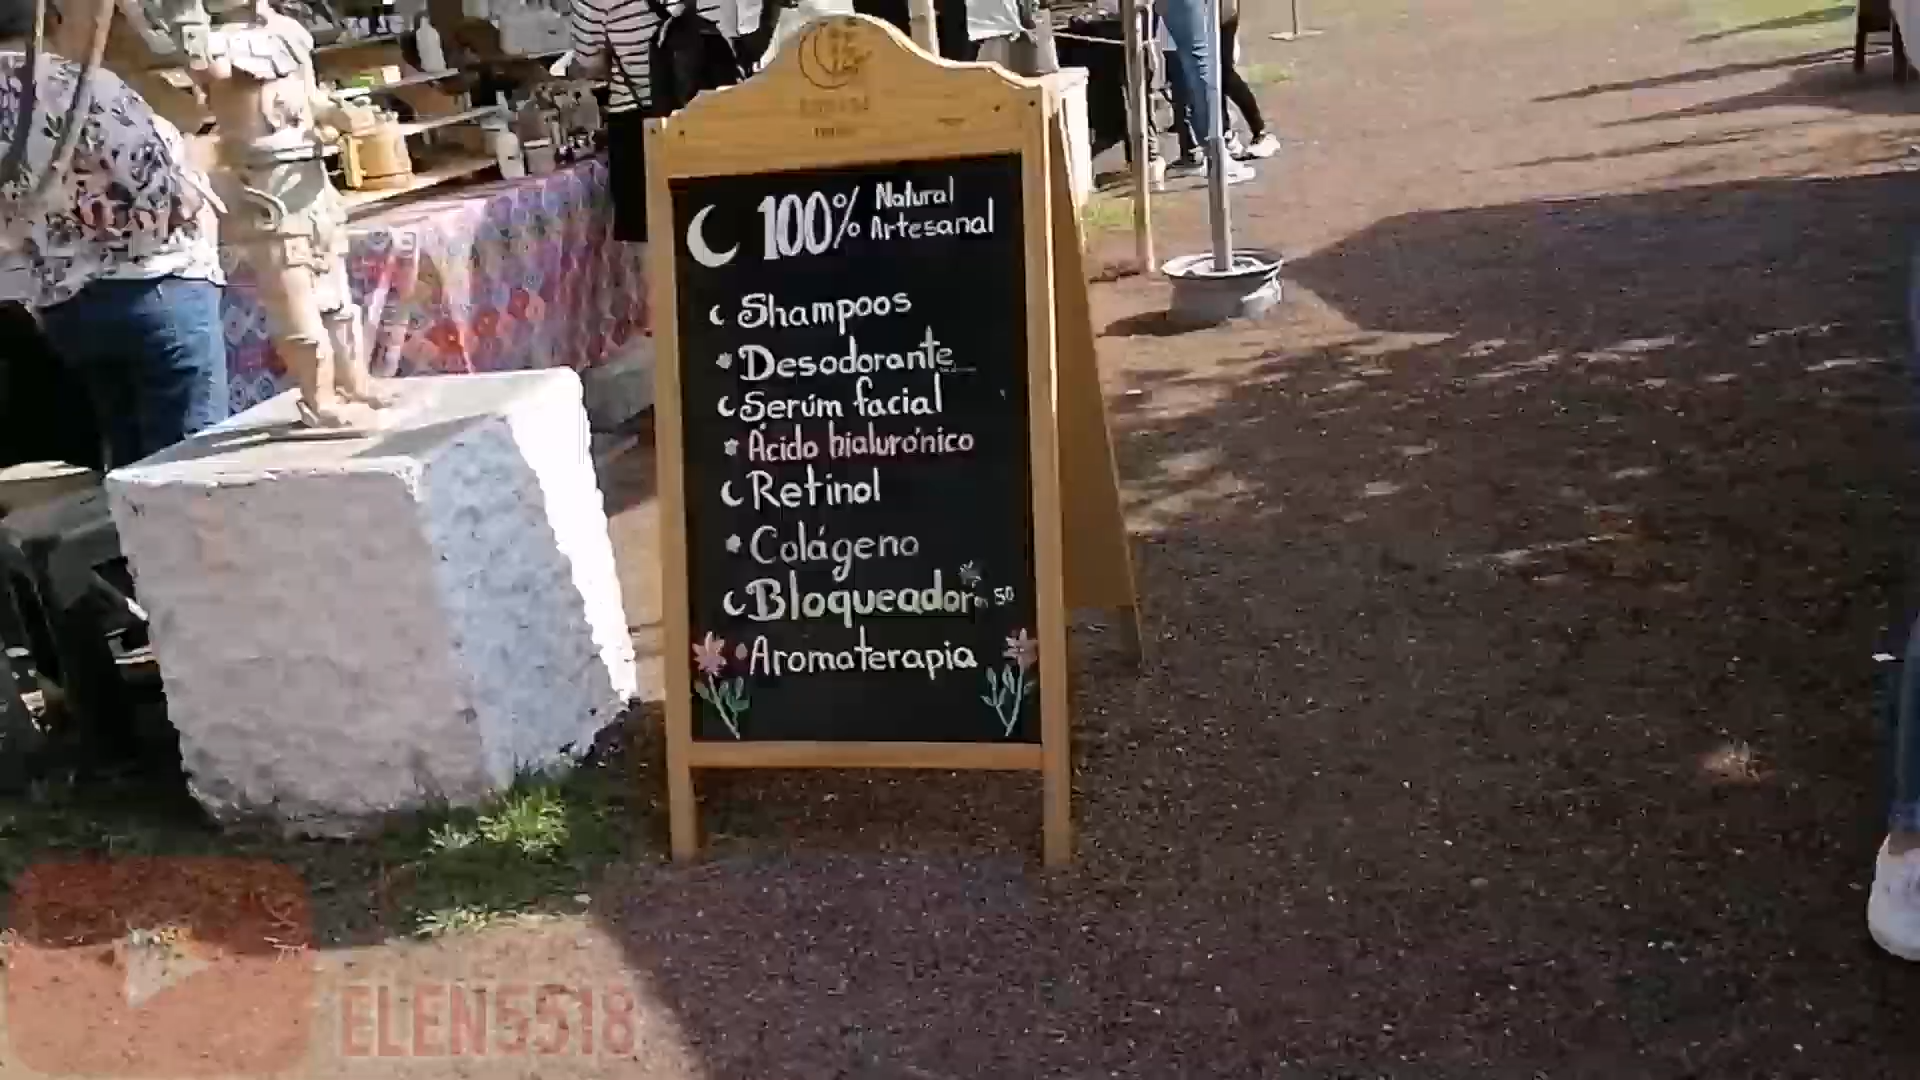 100% Natural
Artesanal
Shampoos
Desodorante
Serúm facial
Ácido hialurónico
Retinol
Colágeno
Bloqueador 50
Aromaterapia
ELEN5518